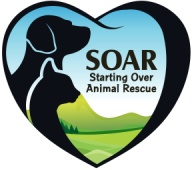 SOAR
Starting Over
Animal Rescue